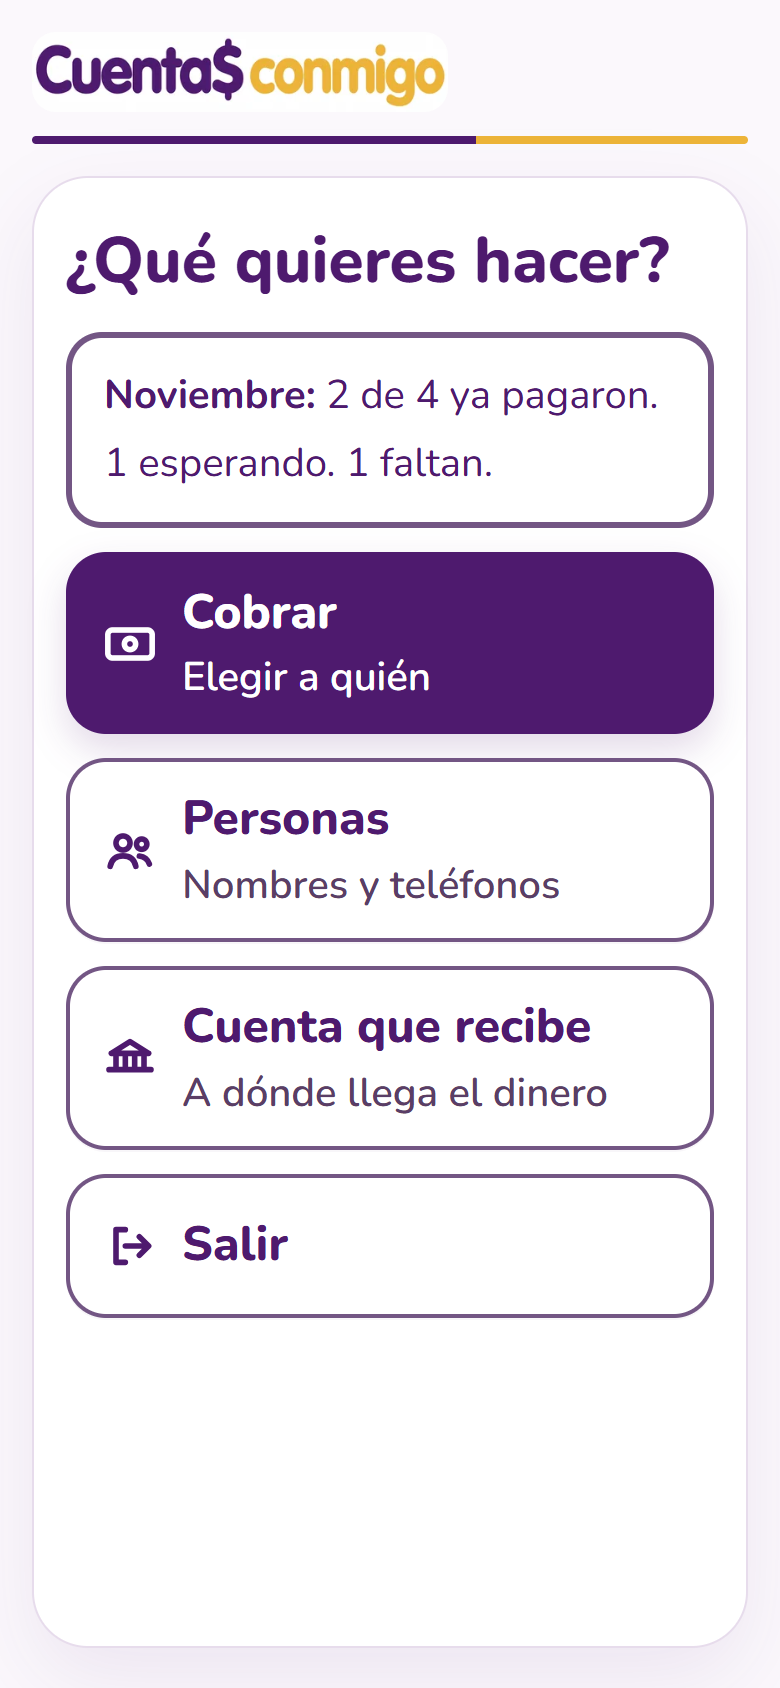 Cuenta$ conmigo
¿Qué quieres hacer?
Noviembre: 2 de 4 ya pagaron.
1 esperando. 1 faltan.
Cobrar
Elegir a quién
Personas
Nombres y teléfonos
Cuenta que recibe
A dónde llega el dinero
Salir